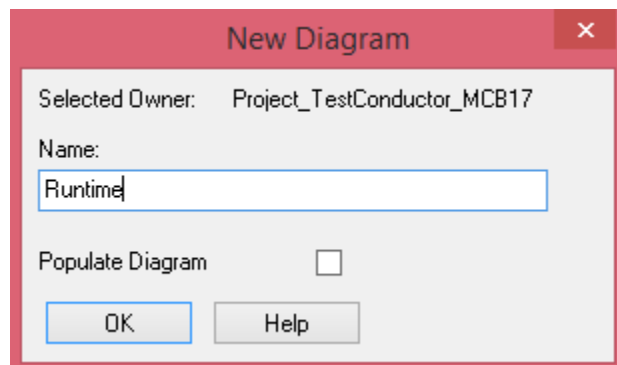 New Diagram
Selected Owner: Project_TestConductor_MCB17
Name:
Runtime
Populate Diagram
OK Help